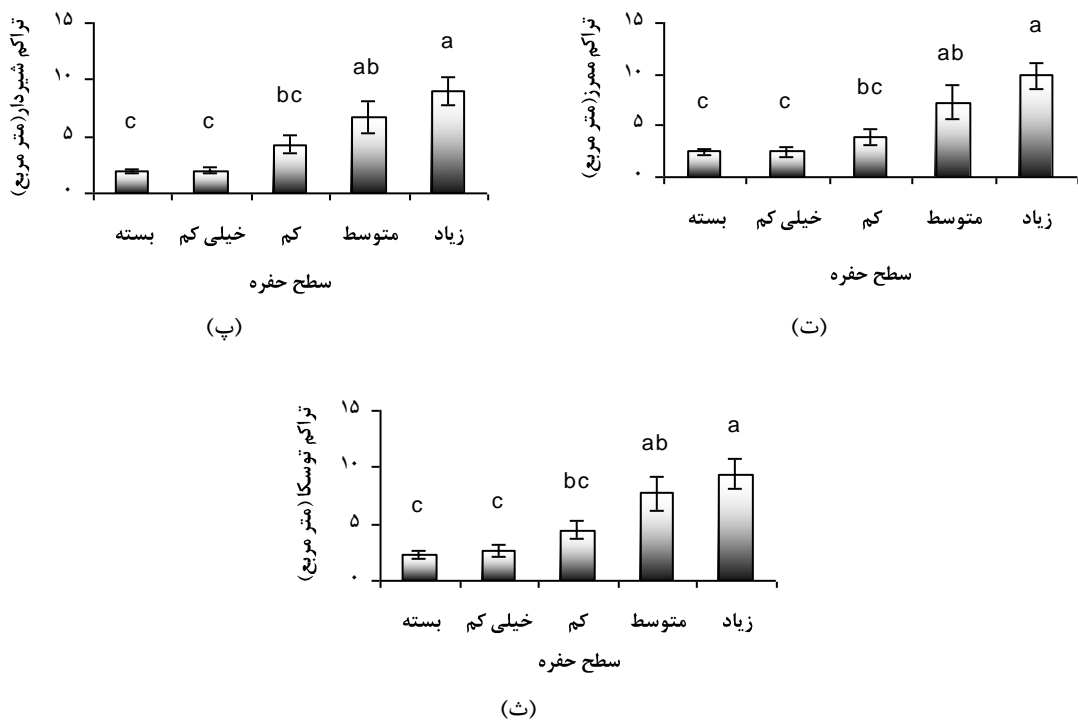 تراکم شیردار(متر مربع)
۱۵
۱۰
۵
۰
c
c
bc
ab
a
بسته
خیلی کم
کم
متوسط
زیاد
سطح حفره
(پ)
تراکم ممرز(متر مربع)
۱۵
۱۰
۵
۰
c
c
bc
ab
a
بسته
خیلی کم
کم
متوسط
زیاد
سطح حفره
(ت)
تراکم توسکا(متر مربع)
۱۵
۱۰
۵
۰
c
c
bc
ab
a
بسته
خیلی کم
کم
متوسط
زیاد
سطح حفره
(ث)